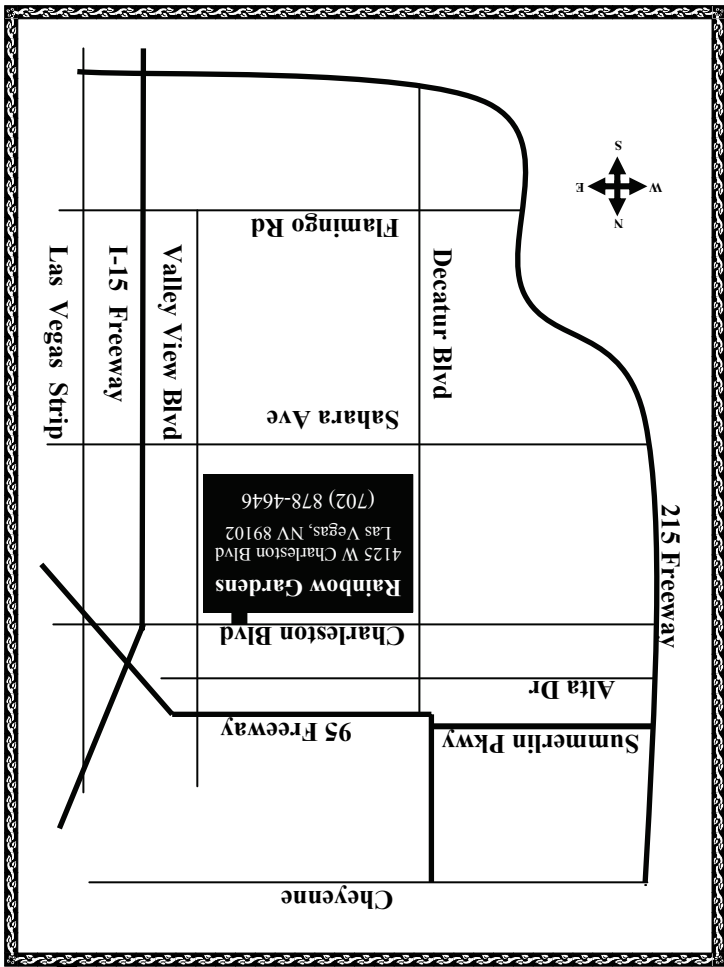 Cheyenne
Summerlin Pkwy
95 Freeway
Alta Dr
Charleston Blvd
Rainbow Gardens
4125 W Charleston Blvd
Las Vegas, NV 89102
(702) 878-4646
215 Freeway
Sahara Ave
Decatur Blvd
Valley View Blvd
I-15 Freeway
Las Vegas Strip
Flamingo Rd
N
W
E
S